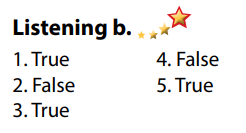 Listening b.
1. True
2. False
3. True
4. False
5. True